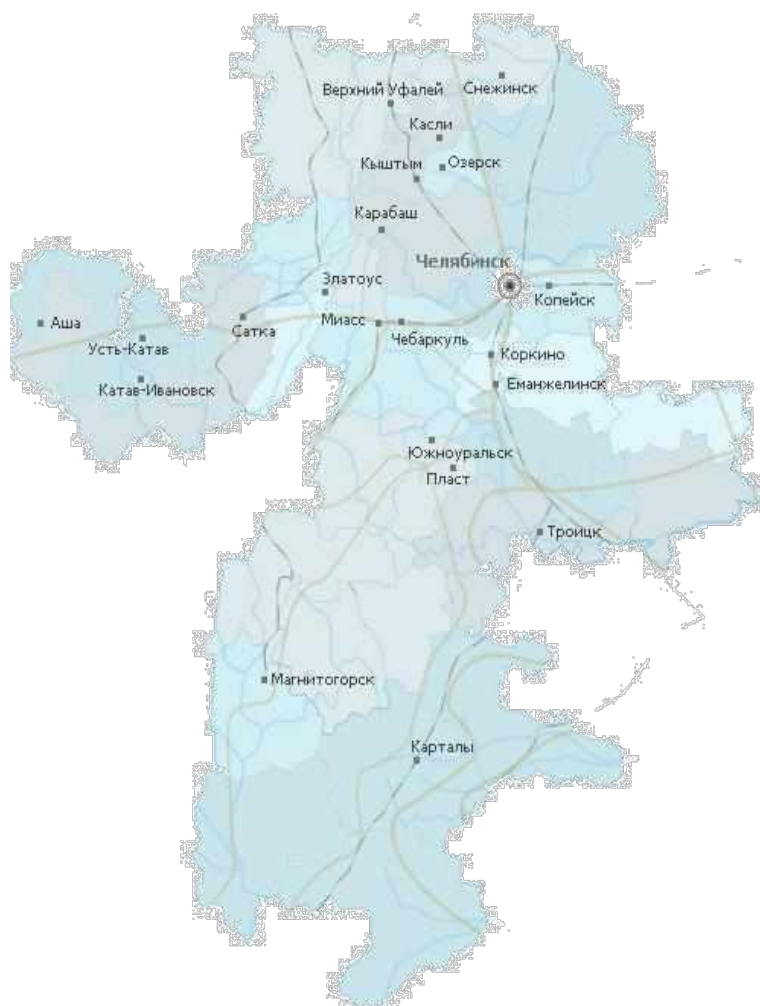 Верхний Уфалей
Снежинск
Касли
Кыштым
Озерск
Карабаш
Челябинск
Златоус
Копейск
Аша
Сатка
Миасс
Чебаркуль
Усть-Катав
Коркино
Катав-Ивановск
Еманжелинск
Южноуральск
Пласт
Троицк
Магнитогорск
Карталы